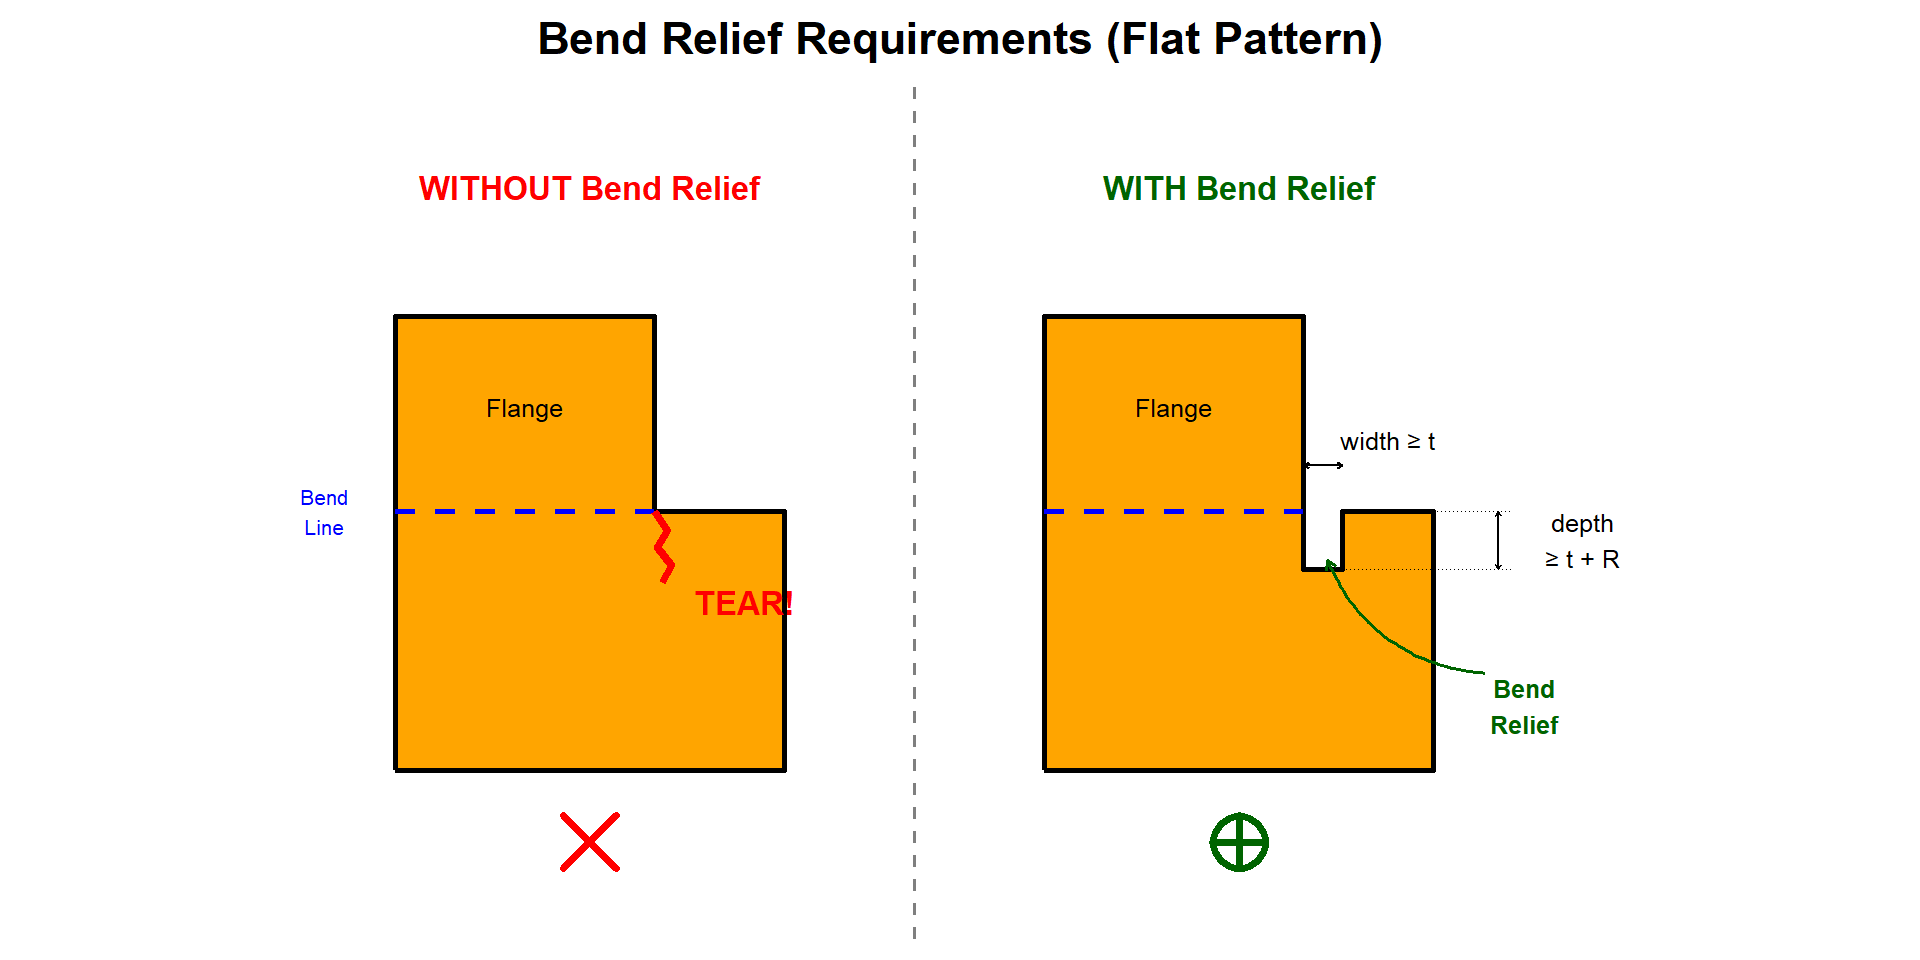 Bend Relief Requirements (Flat Pattern)
WITHOUT Bend Relief
Flange
Bend
Line
TEAR!
WITH Bend Relief
Flange
width ≥ t
depth
≥ t + R
Bend
Relief